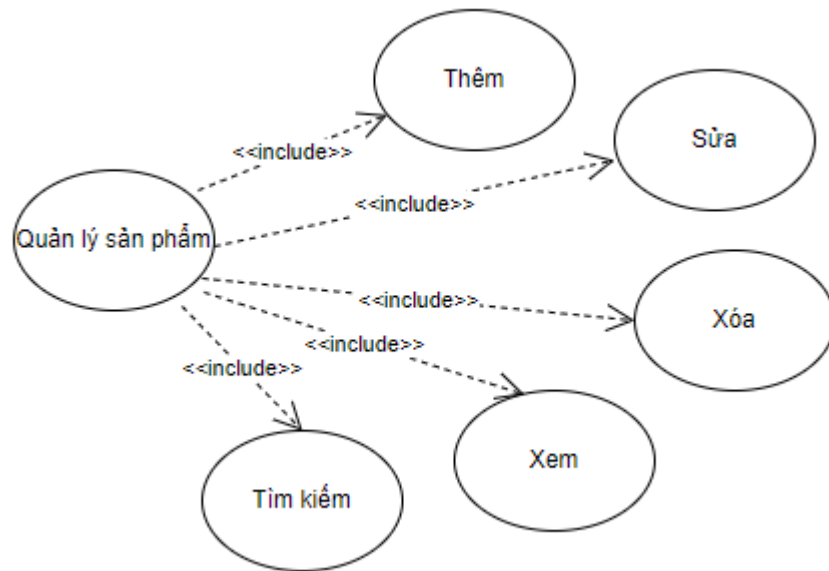 Thêm
Sửa
<<include>>
<<include>>
Quản lý sản phẩm
<<include>>
Xóa
<<include>>
<<include>>
Xem
Tìm kiếm